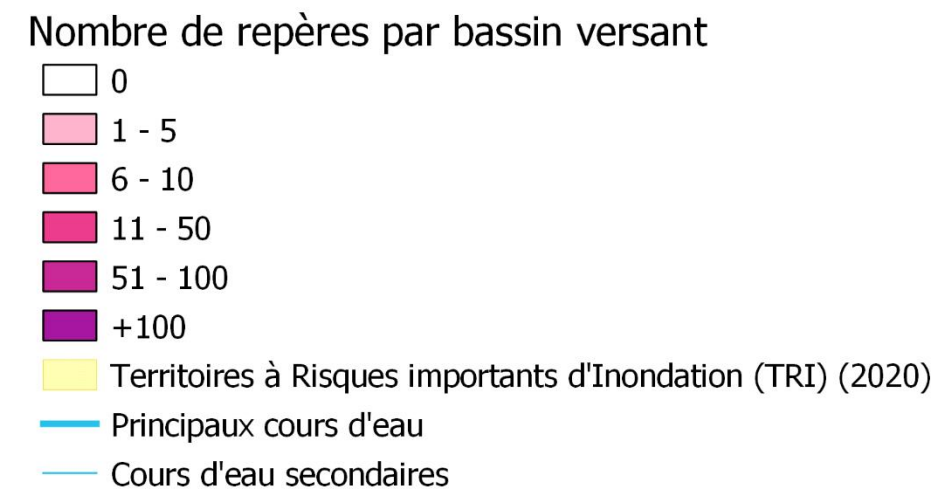 Nombre de repères par bassin versant
0
1 - 5
6 - 10
11 - 50
51 - 100
+100
Territoires à Risques importants d'Inondation (TRI) (2020)
Principaux cours d'eau
Cours d'eau secondaires